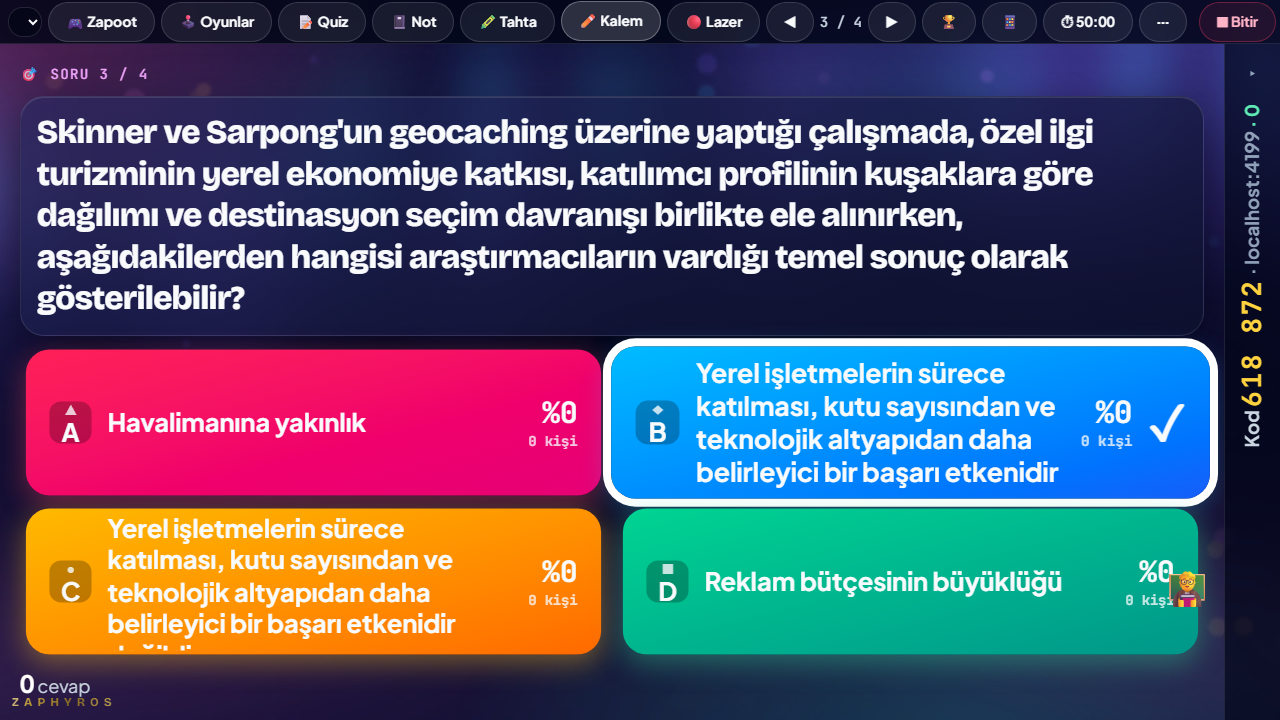 Zapoot
Oyunlar
Quiz
Not
Tahta
Kalem
Lazer
3 / 4
50:00
---
Bitir
SORU 3 / 4
Skinner ve Sarpong'un geocaching üzerine yaptığı çalışmada, özel ilgi
turizminin yerel ekonomiye katkısı, katılımcı profilinin kuşaklara göre
dağılımı ve destinasyon seçim davranışı birlikte ele alınırken,
aşağıdakilerden hangisi araştırmacıların vardığı temel sonuç olarak
gösterilebilir?
A
Havalimanına yakınlık
%0
0 kişi
B
Yerel işletmelerin sürece
katılması, kutu sayısından ve
teknolojik altyapıdan daha
belirleyici bir başarı etkenidir
%0
0 kişi
C
Yerel işletmelerin sürece
katılması, kutu sayısından ve
teknolojik altyapıdan daha
belirleyici bir başarı etkenidir
%0
0 kişi
D
Reklam bütçesinin büyüklüğü
%0
0 kişi
0 cevap
ZAPHYROS
Kod 618 872 · localhost:4199 · 0